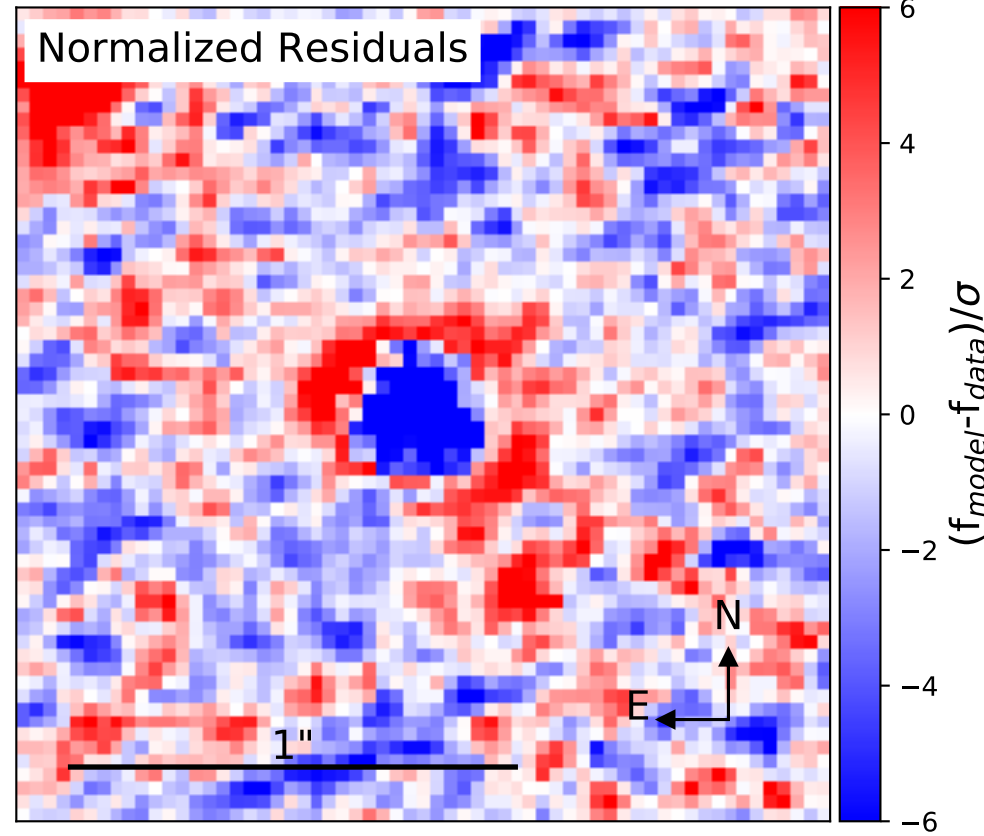 Normalized Residuals
6
4
2
0
−2
−4
−6
(f_model-f_data)/σ
N
E
1"